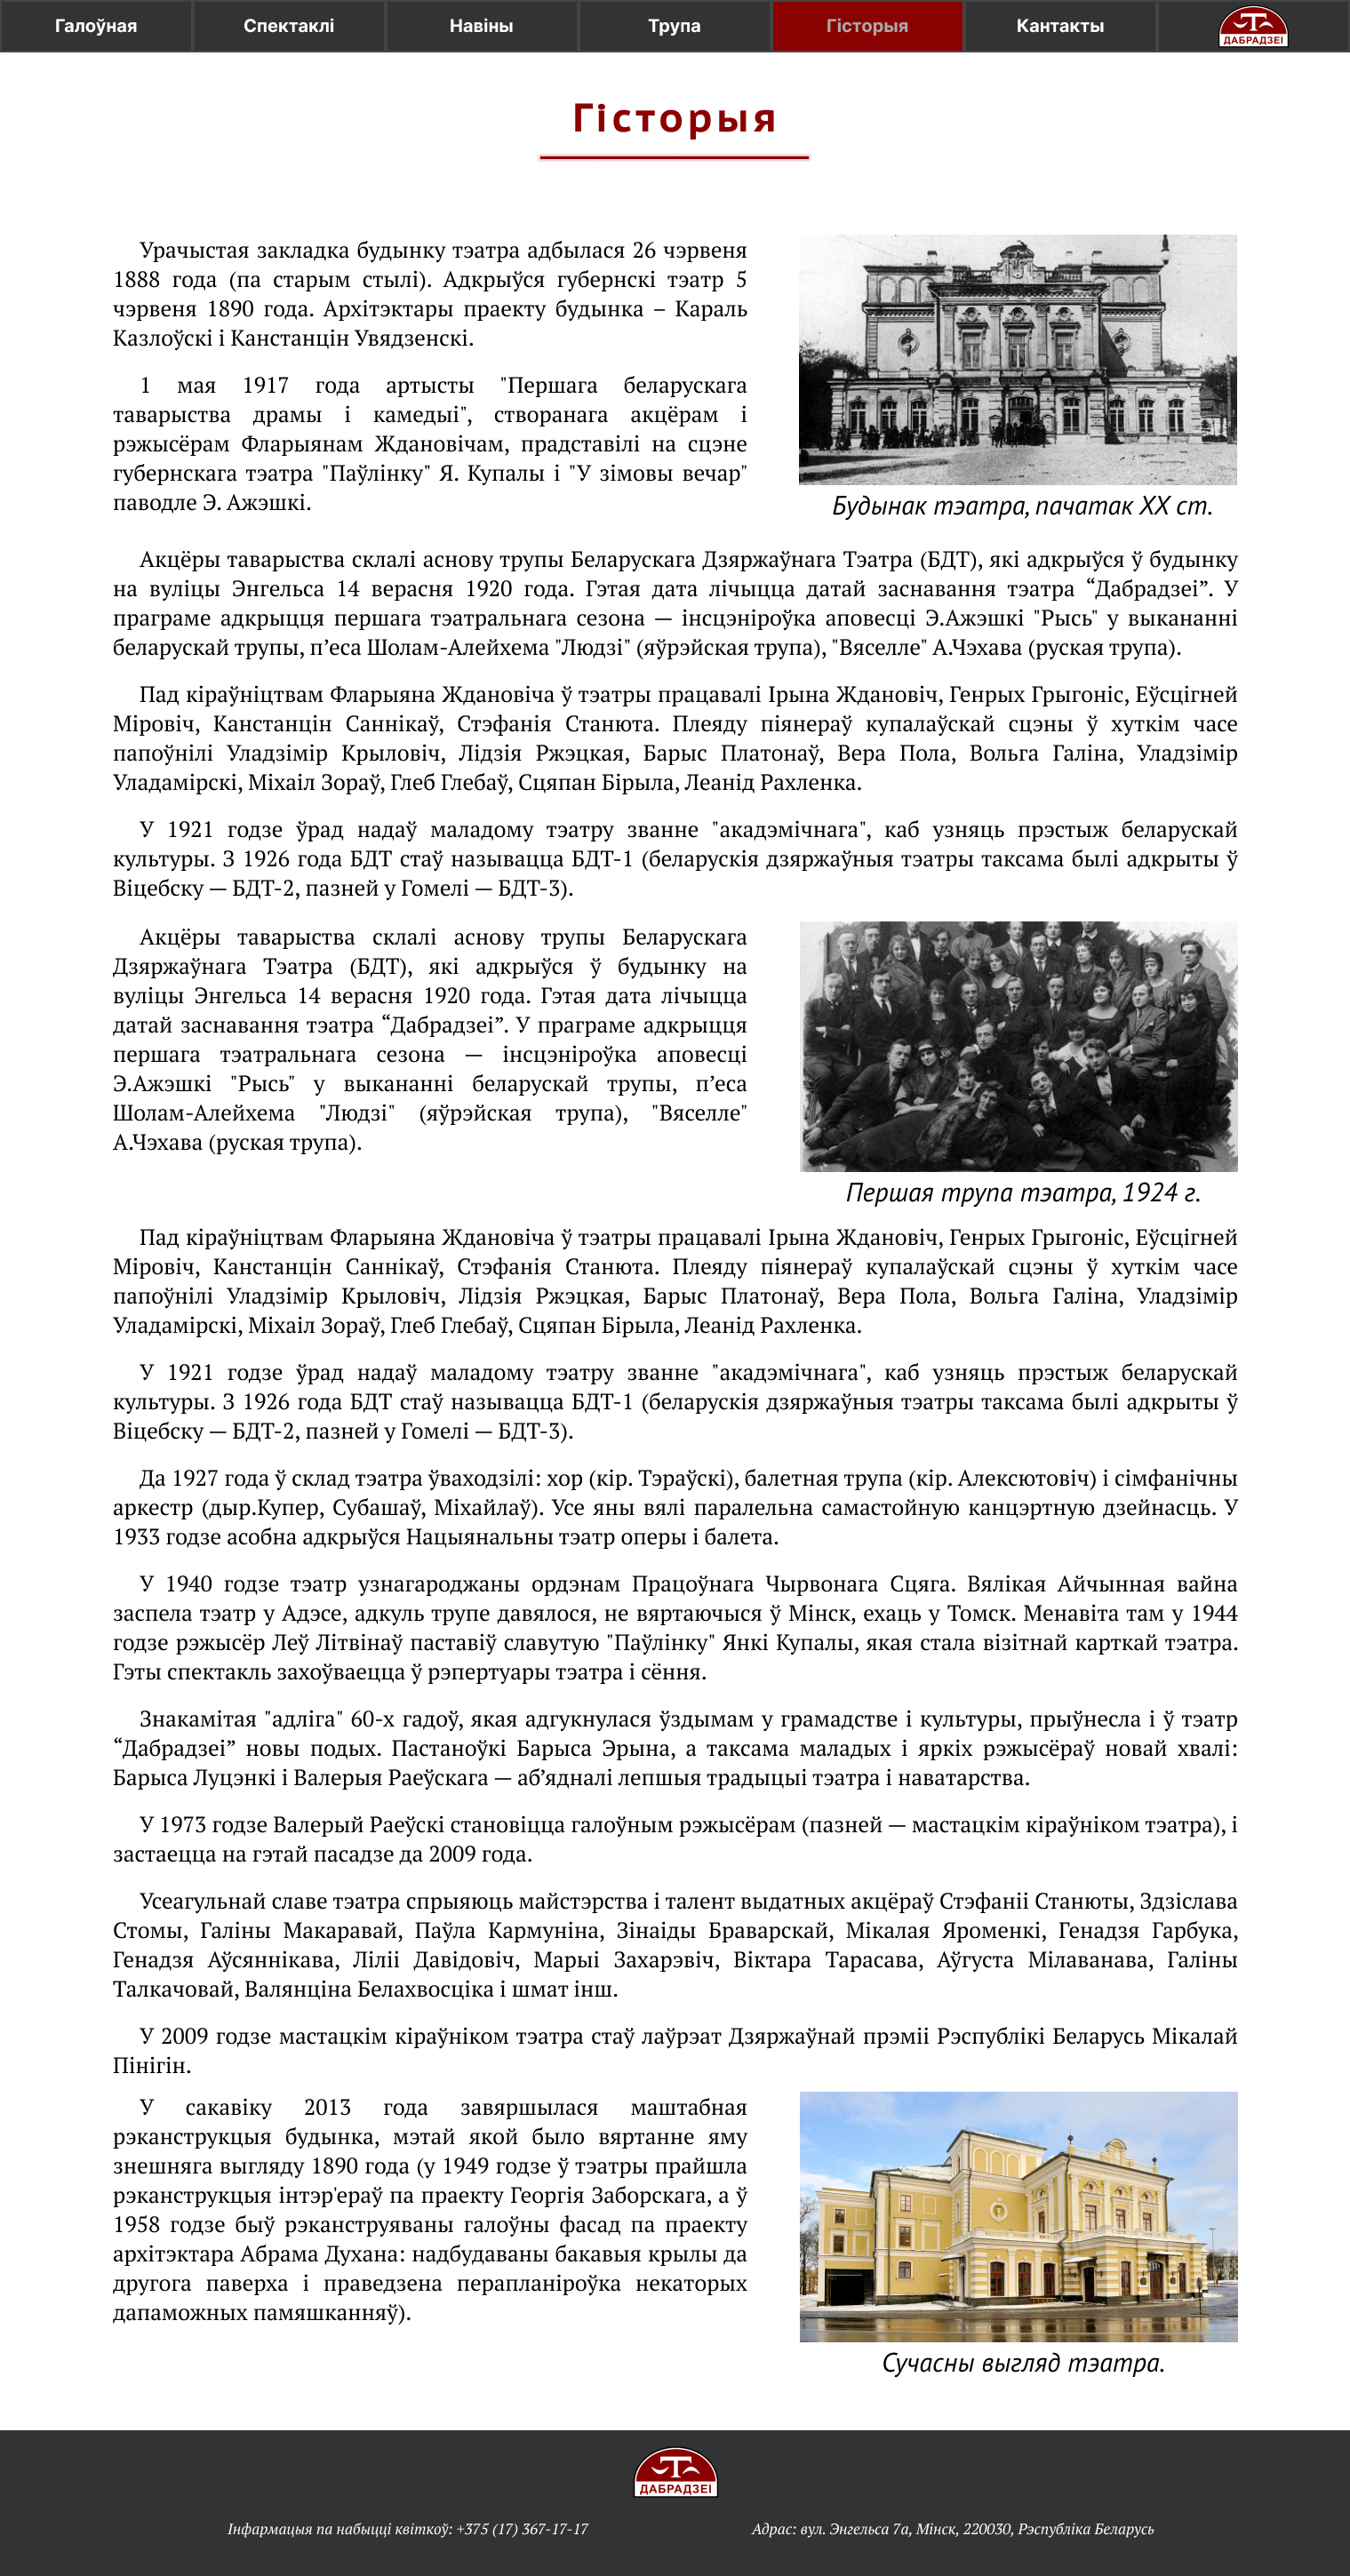 Галоўная
Спектаклі
Навіны
Трупа
Гісторыя
Кантакты
ДАБРАДЗЕІ
Гісторыя
Урачыстая закладка будынку тэатра адбылася 26 чэрвеня
1888 года (па старым стылі). Адкрыўся губернскі тэатр 5
чэрвеня 1890 года. Архітэктары праекту будынка – Караль
Казлоўскі і Канстанцін Увядзенскі.
1 мая 1917 года артысты "Першага беларускага
таварыства драмы і камедыі", створанага акцёрам і
рэжысёрам Фларыянам Ждановічам, прадставілі на сцэне
губернскага тэатра "Паўлінку" Я. Купалы і "У зімовы вечар"
паводле Э. Ажэшкі.
Будынак тэатра, пачатак XX ст.
Акцёры таварыства склалі аснову трупы Беларускага Дзяржаўнага Тэатра (БДТ), які адкрыўся ў будынку
на вуліцы Энгельса 14 верасня 1920 года. Гэтая дата лічыцца датай заснавання тэатра “Дабрадзеі”. У
праграме адкрыцця першага тэатральнага сезона — інсцэніроўка аповесці Э.Ажэшкі "Рысь" у выкананні
беларускай трупы, п’еса Шолам-Алейхема "Людзі" (яўрэйская трупа), "Вяселле" А.Чэхава (руская трупа).
Пад кіраўніцтвам Фларыяна Ждановіча ў тэатры працавалі Ірына Ждановіч, Генрых Грыгоніс, Еўсцігней
Міровіч, Канстанцін Саннікаў, Стэфанія Станюта. Плеяду піянераў купалаўскай сцэны ў хуткім часе
папоўнілі Уладзімір Крыловіч, Лідзія Ржэцкая, Барыс Платонаў, Вера Пола, Вольга Галіна, Уладзімір
Уладамірскі, Міхаіл Зораў, Глеб Глебаў, Сцяпан Бірыла, Леанід Рахленка.
У 1921 годзе ўрад надаў маладому тэатру званне "акадэмічнага", каб узняць прэстыж беларускай
культуры. З 1926 года БДТ стаў называцца БДТ-1 (беларускія дзяржаўныя тэатры таксама былі адкрыты ў
Віцебску — БДТ-2, пазней у Гомелі — БДТ-3).
Акцёры таварыства склалі аснову трупы Беларускага
Дзяржаўнага Тэатра (БДТ), які адкрыўся ў будынку на
вуліцы Энгельса 14 верасня 1920 года. Гэтая дата лічыцца
датай заснавання тэатра “Дабрадзеі”. У праграме адкрыцця
першага тэатральнага сезона — інсцэніроўка аповесці
Э.Ажэшкі "Рысь" у выкананні беларускай трупы, п’еса
Шолам-Алейхема "Людзі" (яўрэйская трупа), "Вяселле"
А.Чэхава (руская трупа).
Першая трупа тэатра, 1924 г.
Пад кіраўніцтвам Фларыяна Ждановіча ў тэатры працавалі Ірына Ждановіч, Генрых Грыгоніс, Еўсцігней
Міровіч, Канстанцін Саннікаў, Стэфанія Станюта. Плеяду піянераў купалаўскай сцэны ў хуткім часе
папоўнілі Уладзімір Крыловіч, Лідзія Ржэцкая, Барыс Платонаў, Вера Пола, Вольга Галіна, Уладзімір
Уладамірскі, Міхаіл Зораў, Глеб Глебаў, Сцяпан Бірыла, Леанід Рахленка.
У 1921 годзе ўрад надаў маладому тэатру званне "акадэмічнага", каб узняць прэстыж беларускай
культуры. З 1926 года БДТ стаў называцца БДТ-1 (беларускія дзяржаўныя тэатры таксама былі адкрыты ў
Віцебску — БДТ-2, пазней у Гомелі — БДТ-3).
Да 1927 года ў склад тэатра ўваходзілі: хор (кір. Тэраўскі), балетная трупа (кір. Алексютовіч) і сімфанічны
аркестр (дыр.Купер, Субашаў, Міхайлаў). Усе яны вялі паралельна самастойную канцэртную дзейнасць. У
1933 годзе асобна адкрыўся Нацыянальны тэатр оперы і балета.
У 1940 годзе тэатр узнагароджаны ордэнам Працоўнага Чырвонага Сцяга. Вялікая Айчынная вайна
заспела тэатр у Адэсе, адкуль трупе давялося, не вяртаючыся ў Мінск, ехаць у Томск. Менавіта там у 1944
годзе рэжысёр Леў Літвінаў паставіў славутую "Паўлінку" Янкі Купалы, якая стала візітнай карткай тэатра.
Гэты спектакль захоўваецца ў рэпертуары тэатра і сёння.
Знакамітая "адліга" 60-х гадоў, якая адгукнулася ўздымам у грамадстве і культуры, прыўнесла і ў тэатр
“Дабрадзеі” новы подых. Пастаноўкі Барыса Эрына, а таксама маладых і яркіх рэжысёраў новай хвалі:
Барыса Луцэнкі і Валерыя Раеўскага — аб’ядналі лепшыя традыцыі тэатра і наватарства.
У 1973 годзе Валерый Раеўскі становіцца галоўным рэжысёрам (пазней — мастацкім кіраўніком тэатра), і
застаецца на гэтай пасадзе да 2009 года.
Усеагульнай славе тэатра спрыяюць майстэрства і талент выдатных акцёраў Стэфаніі Станюты, Здзіслава
Стомы, Галіны Макаравай, Паўла Кармуніна, Зінаіды Браварскай, Мікалая Яроменкі, Генадзя Гарбука,
Генадзя Аўсяннікава, Ліліі Давідовіч, Марыі Захарэвіч, Віктара Тарасава, Аўгуста Мілаванава, Галіны
Талкачовай, Валянціна Белахвосціка і шмат інш.
У 2009 годзе мастацкім кіраўніком тэатра стаў лаўрэат Дзяржаўнай прэміі Рэспублікі Беларусь Мікалай
Пінігін.
У сакавіку 2013 года завяршылася маштабная
рэканструкцыя будынка, мэтай якой было вяртанне яму
знешняга выгляду 1890 года (у 1949 годзе ў тэатры прайшла
рэканструкцыя інтэр'ераў па праекту Георгія Заборскага, а ў
1958 годзе быў рэканструяваны галоўны фасад па праекту
архітэктара Абрама Духана: надбудаваны бакавыя крылы да
другога паверха і праведзена перапланіроўка некаторых
дапаможных памяшканняў).
Сучасны выгляд тэатра.
ДАБРАДЗЕІ
Інфармацыя па набыцці квіткоў: +375 (17) 367-17-17
Адрас: вул. Энгельса 7а, Мінск, 220030, Рэспубліка Беларусь